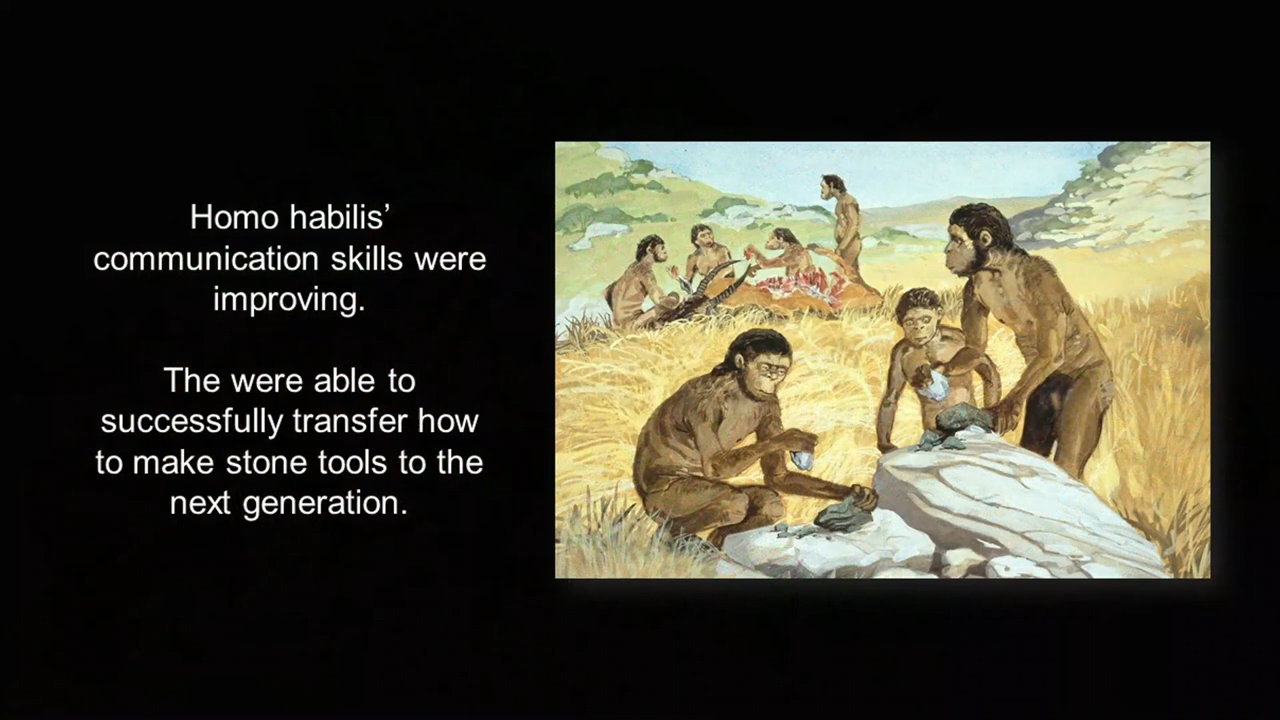 Homo habilis’
communication skills were
improving.
The were able to
successfully transfer how
to make stone tools to the
next generation.